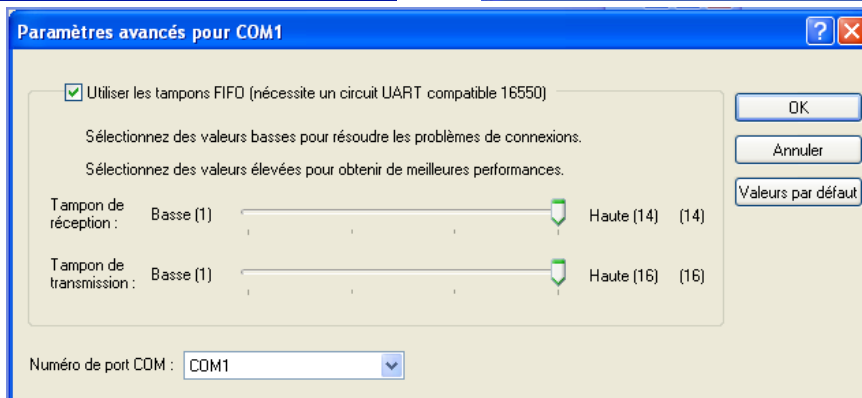 Paramètres avancés pour COM1
Utiliser les tampons FIFO (nécessite un circuit UART compatible 16550)
Sélectionnez des valeurs basses pour résoudre les problèmes de connexions.
Sélectionnez des valeurs élevées pour obtenir de meilleures performances.
Tampon de
réception :
Basse (1)
Haute (14)
(14)
Tampon de
transmission :
Basse (1)
Haute (16)
(16)
Numéro de port COM :
COM1
OK
Annuler
Valeurs par défaut